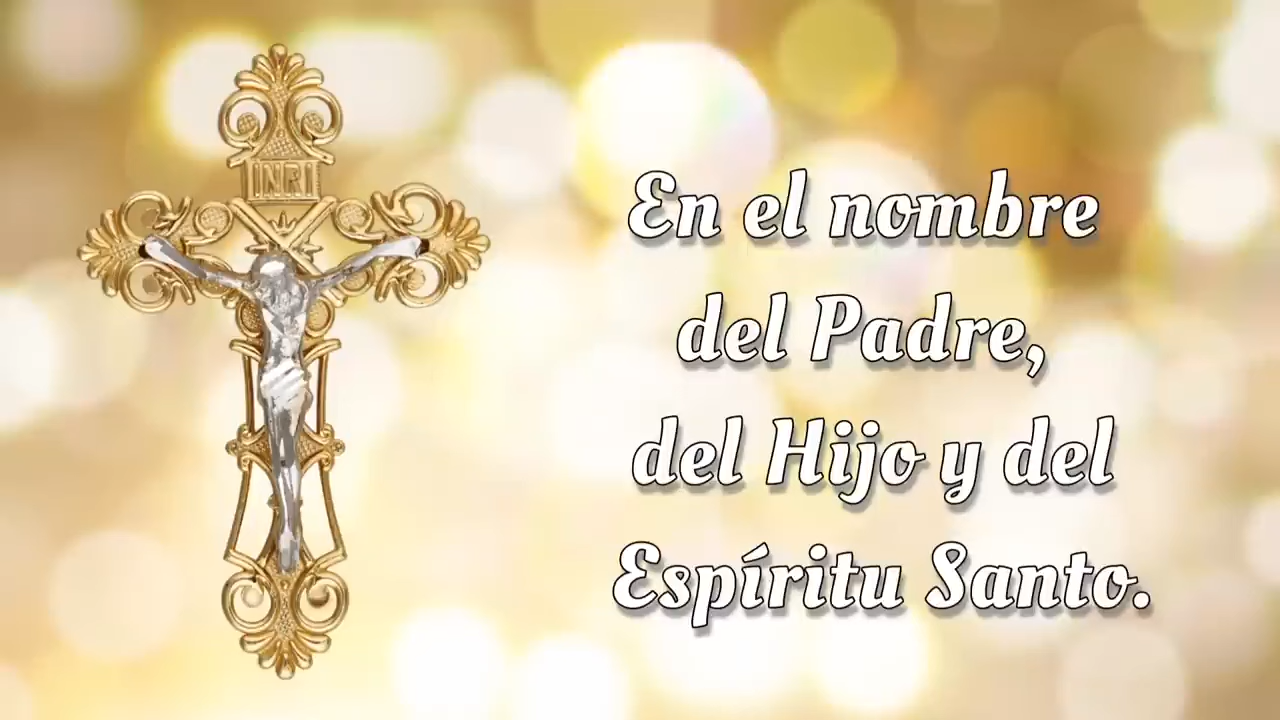 INRI
En el nombre
del Padre,
del Hijo y del
Espíritu Santo.